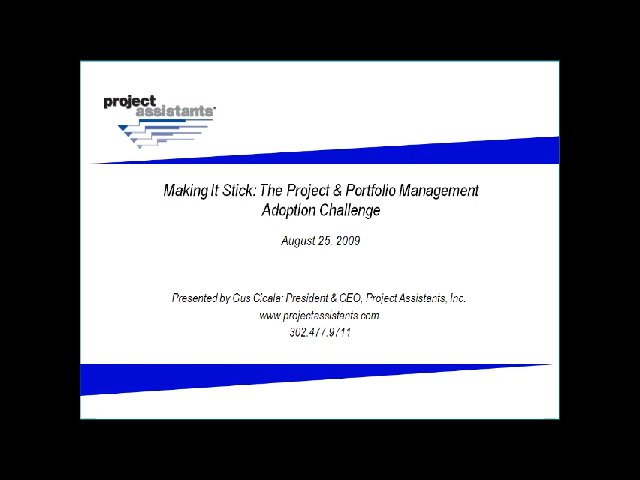 project
assistants
Making It Stick: The Project & Portfolio Management
Adoption Challenge
August 25, 2009
Presented by Gus Cicala: President & CEO, Project Assistants, Inc.
www.projectassistants.com
302.477.9711